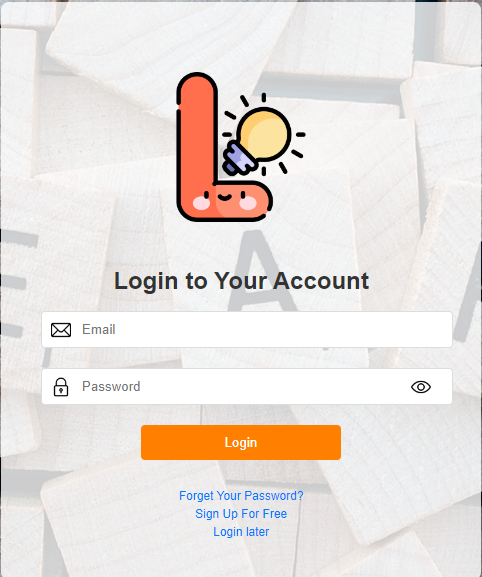 Login to Your Account
Email
Password
Login
Forget Your Password?
Sign Up For Free
Login later